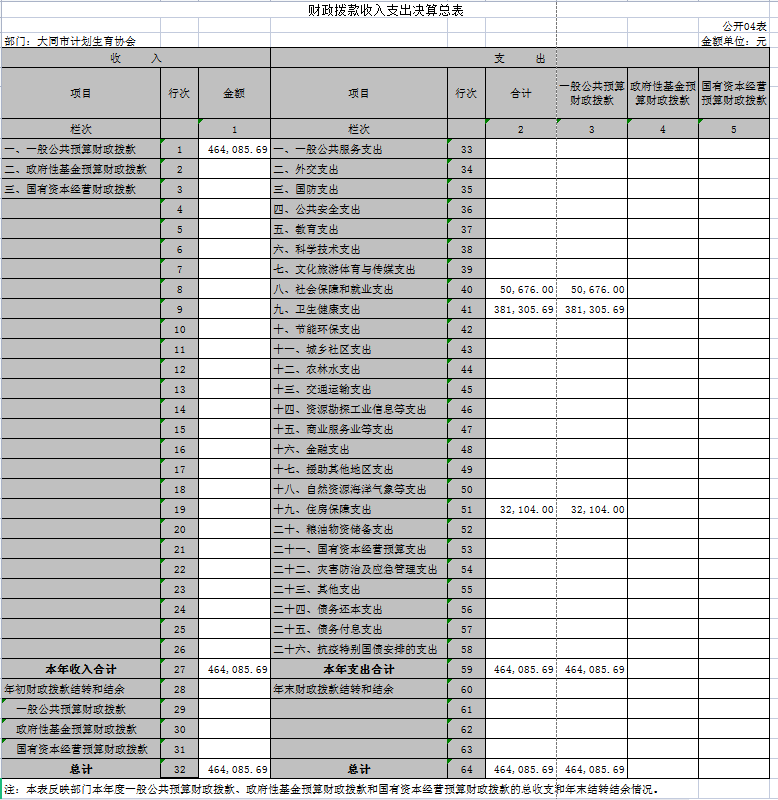 财政拨款收入支出决算总表
公开04表
部门：大同市计划生育协会 金额单位：元
收 入 支 出
项目 行次 金额 项目 行次 合计 一般公共预算财政拨款 政府性基金预算财政拨款 国有资本经营预算财政拨款
栏次 1 栏次 2 3 4 5
一、一般公共预算财政拨款 1 464,085.69 一、一般公共服务支出 33
二、政府性基金预算财政拨款 2 二、外交支出 34
三、国有资本经营财政拨款 3 三、国防支出 35
4 四、公共安全支出 36
5 五、教育支出 37
6 六、科学技术支出 38
7 七、文化旅游体育与传媒支出 39
8 八、社会保障和就业支出 40 50,676.00 50,676.00
9 九、卫生健康支出 41 381,305.69 381,305.69
10 十、节能环保支出 42
11 十一、城乡社区支出 43
12 十二、农林水支出 44
13 十三、交通运输支出 45
14 十四、资源勘探工业信息等支出 46
15 十五、商业服务业等支出 47
16 十六、金融支出 48
17 十七、援助其他地区支出 49
18 十八、自然资源海洋气象等支出 50
19 十九、住房保障支出 51 32,104.00 32,104.00
20 二十、粮油物资储备支出 52
21 二十一、国有资本经营预算支出 53
22 二十二、灾害防治及应急管理支出 54
23 二十三、其他支出 55
24 二十四、债务还本支出 56
25 二十五、债务付息支出 57
26 二十六、抗疫特别国债安排的支出 58
本年收入合计 27 464,085.69 本年支出合计 59 464,085.69 464,085.69
年初财政拨款结转和结余 28 年末财政拨款结转和结余 60
一般公共预算财政拨款 29 61
政府性基金预算财政拨款 30 62
国有资本经营预算财政拨款 31 63
总计 32 464,085.69 总计 64 464,085.69 464,085.69
注：本表反映部门本年度一般公共预算财政拨款、政府性基金预算财政拨款和国有资本经营预算财政拨款的总收支和年末结转结余情况。